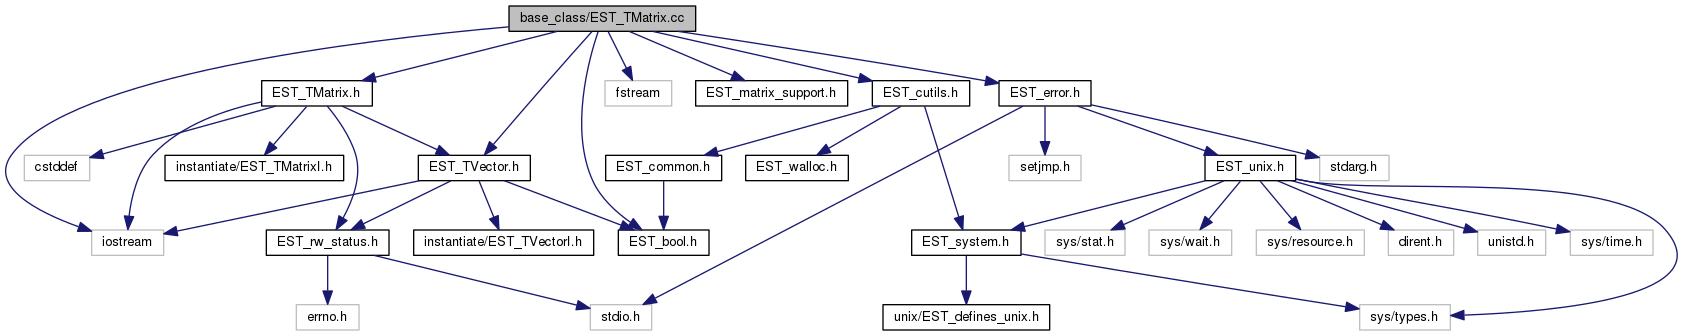 base_class/EST_TMatrix.cc
EST_TMatrix.h
fstream
EST_matrix_support.h
EST_cutils.h
EST_error.h
cstddef
instantiate/EST_TMatrixI.h
EST_TVector.h
EST_common.h
EST_walloc.h
setjmp.h
EST_unix.h
stdarg.h
iostream
EST_rw_status.h
instantiate/EST_TVectorI.h
EST_bool.h
EST_system.h
sys/stat.h
sys/wait.h
sys/resource.h
dirent.h
unistd.h
sys/time.h
errno.h
stdio.h
unix/EST_defines_unix.h
sys/types.h